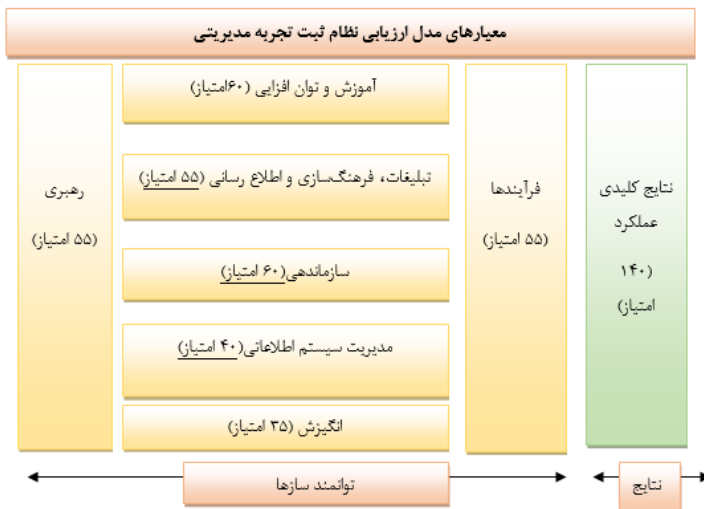 معیارهای مدل ارزیابی نظام ثبت تجربه مدیریتی
نتایج کلیدی
عملکرد
(۱۴۰
امتیاز)
فرآیندها
(۵۵ امتیاز)
آموزش و توان افزایی (۶۰امتیاز)
تبلیغات، فرهنگ‌سازی و اطلاع رسانی (۵۵ امتیاز)
سازماندهی(۶۰ امتیاز)
مدیریت سیستم اطلاعاتی(۴۰ امتیاز)
انگیزش (۳۵ امتیاز)
رهبری
(۵۵ امتیاز)
نتایج
توانمند سازها